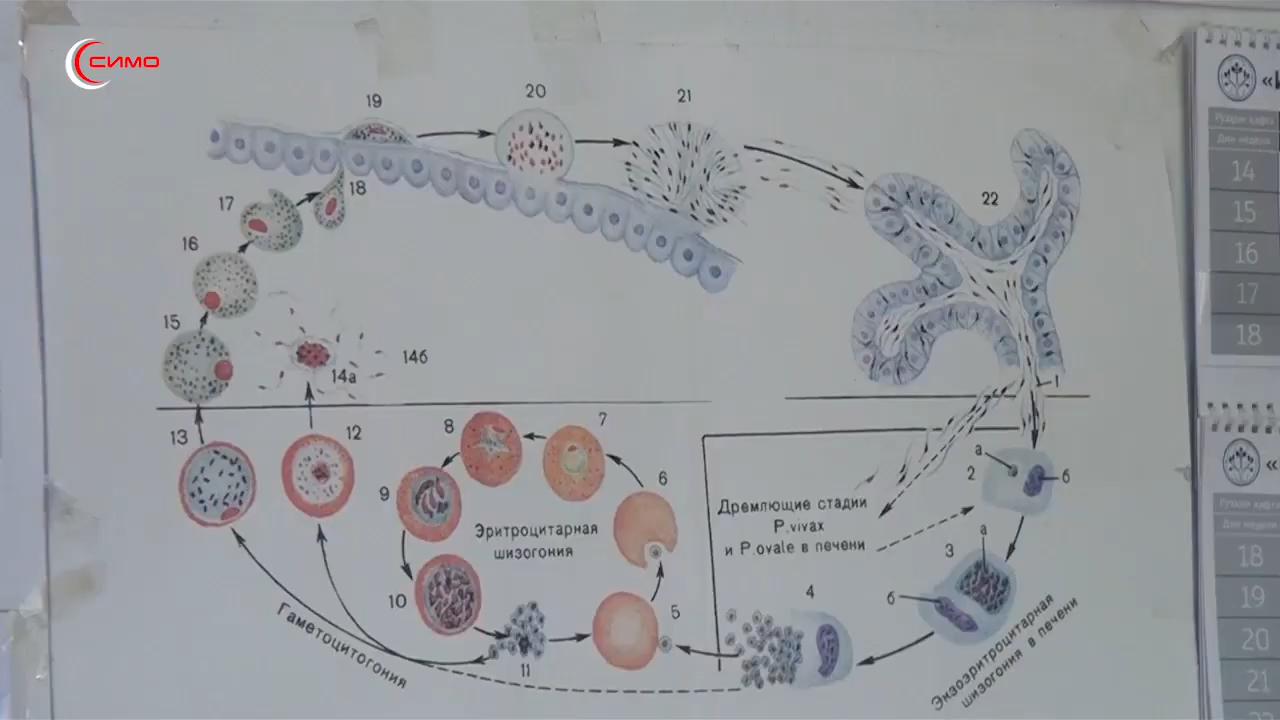 СИМО
19
20
21
17
18
22
16
15
14б
14а
1
13
12
8
7
а
2
б
9
6
Эритроцитарная
шизогония
Дремлющие стадии
P.vivax
и P.ovale в печени
а
3
10
5
4
б
11
Гаметоцитогония
Экзоэритроцитарная
шизогония в печени
14
15
16
17
18
18
19
20
21